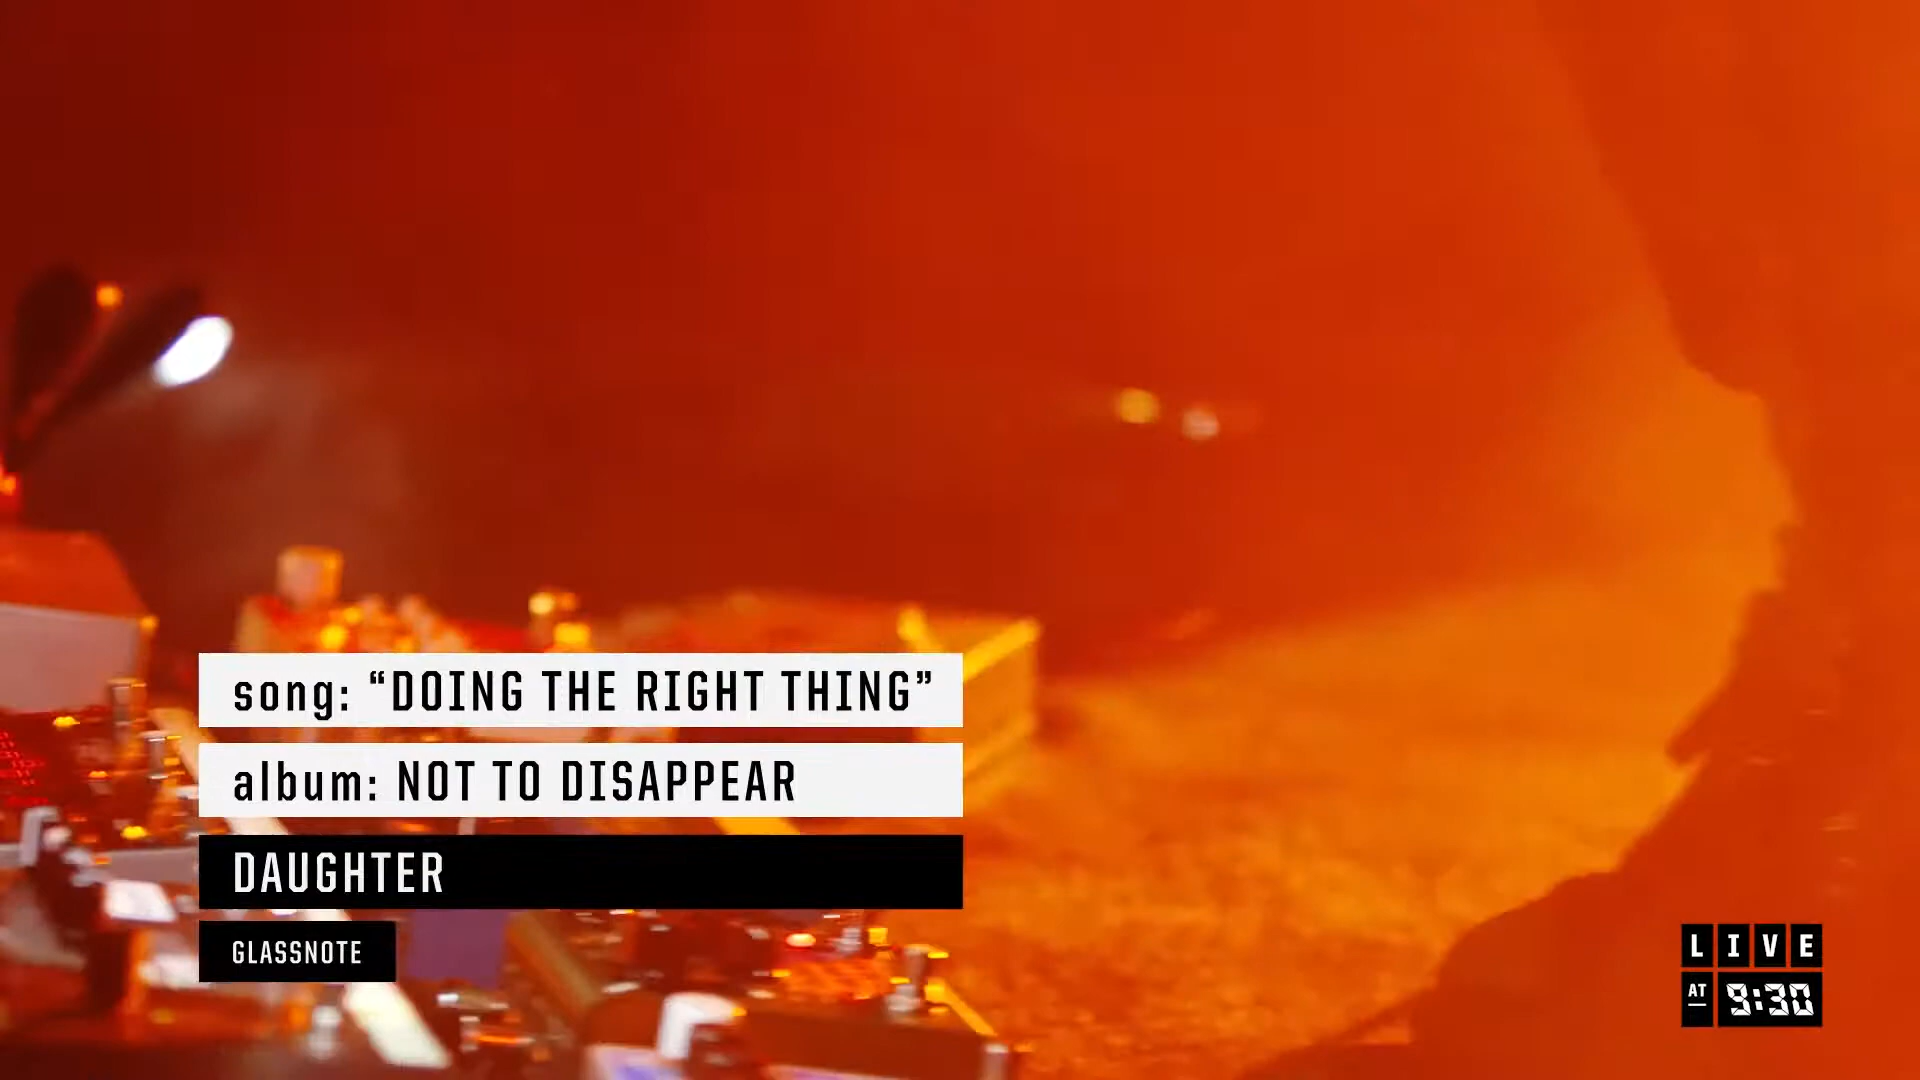 song: “DOING THE RIGHT THING”
album: NOT TO DISAPPEAR
DAUGHTER
GLASSNOTE
LIVE
AT 9:30